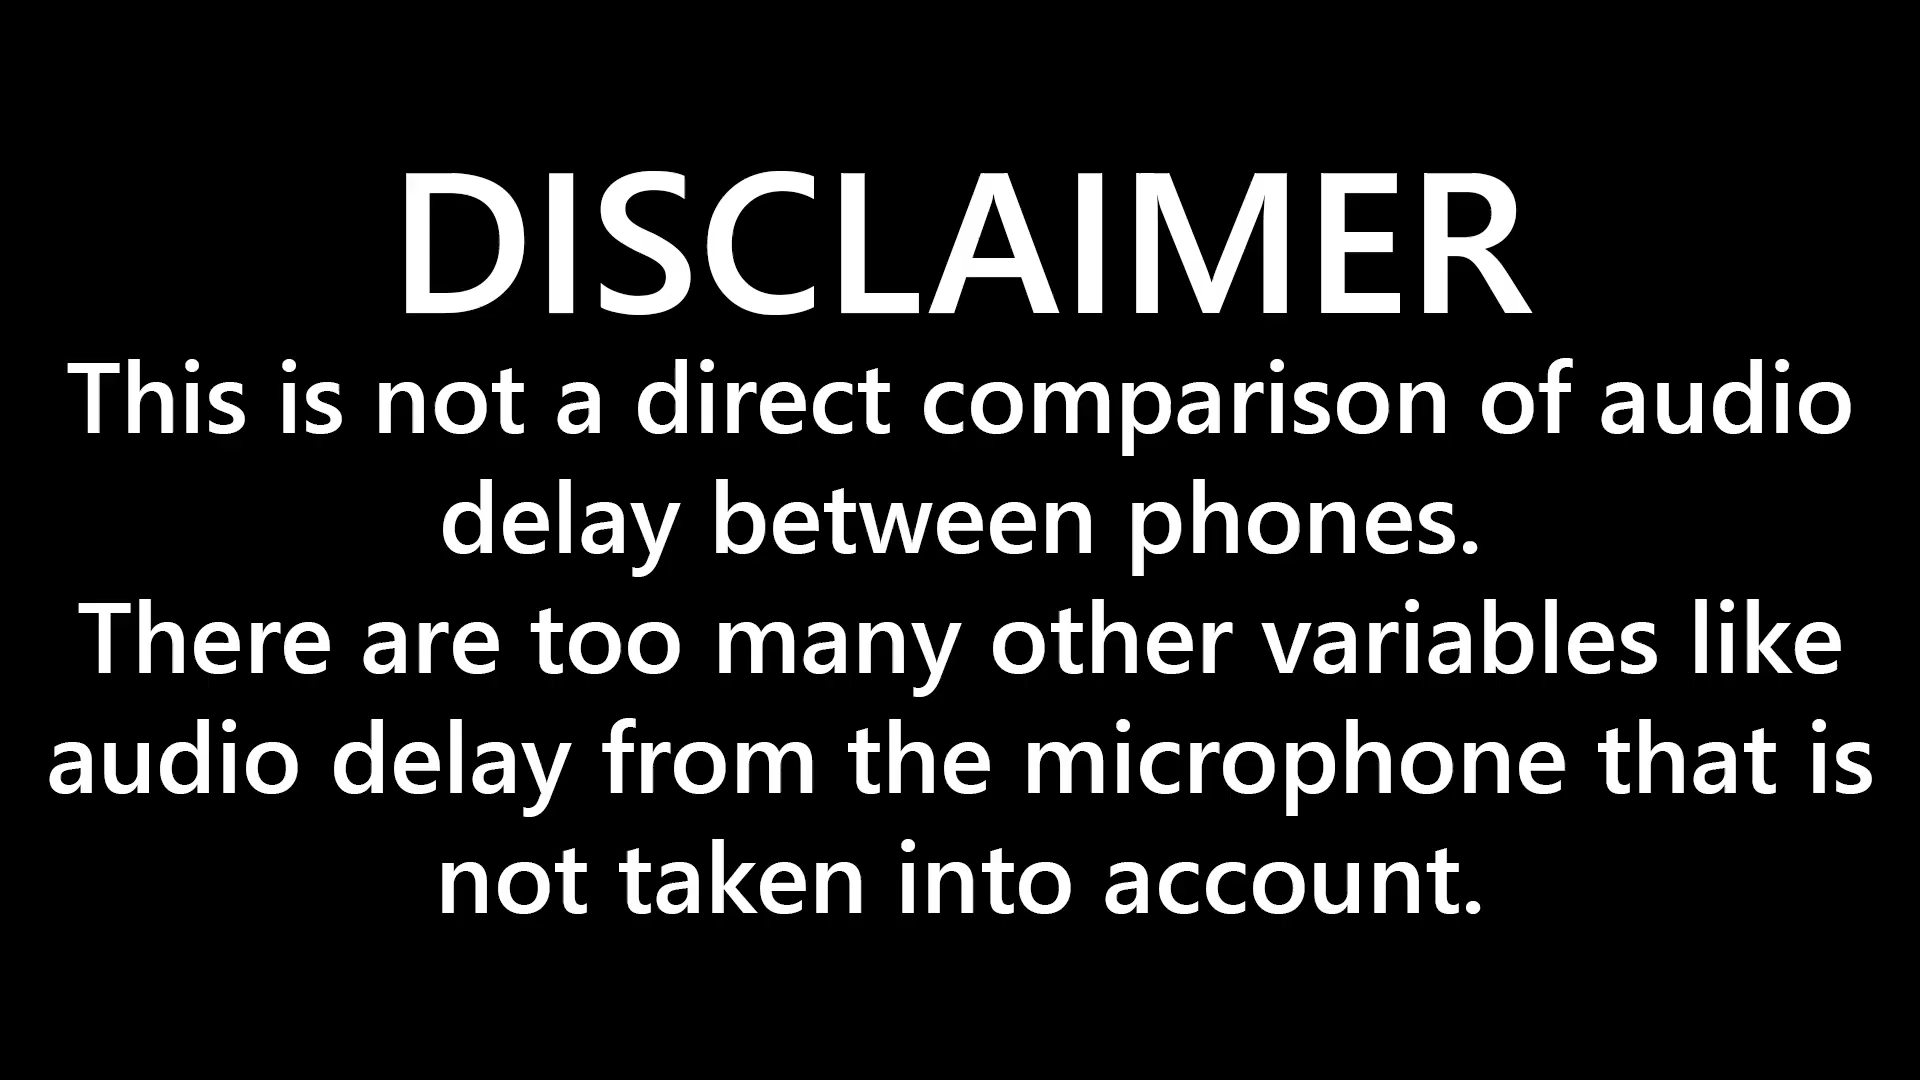 DISCLAIMER
This is not a direct comparison of audio
delay between phones.
There are too many other variables like
audio delay from the microphone that is
not taken into account.